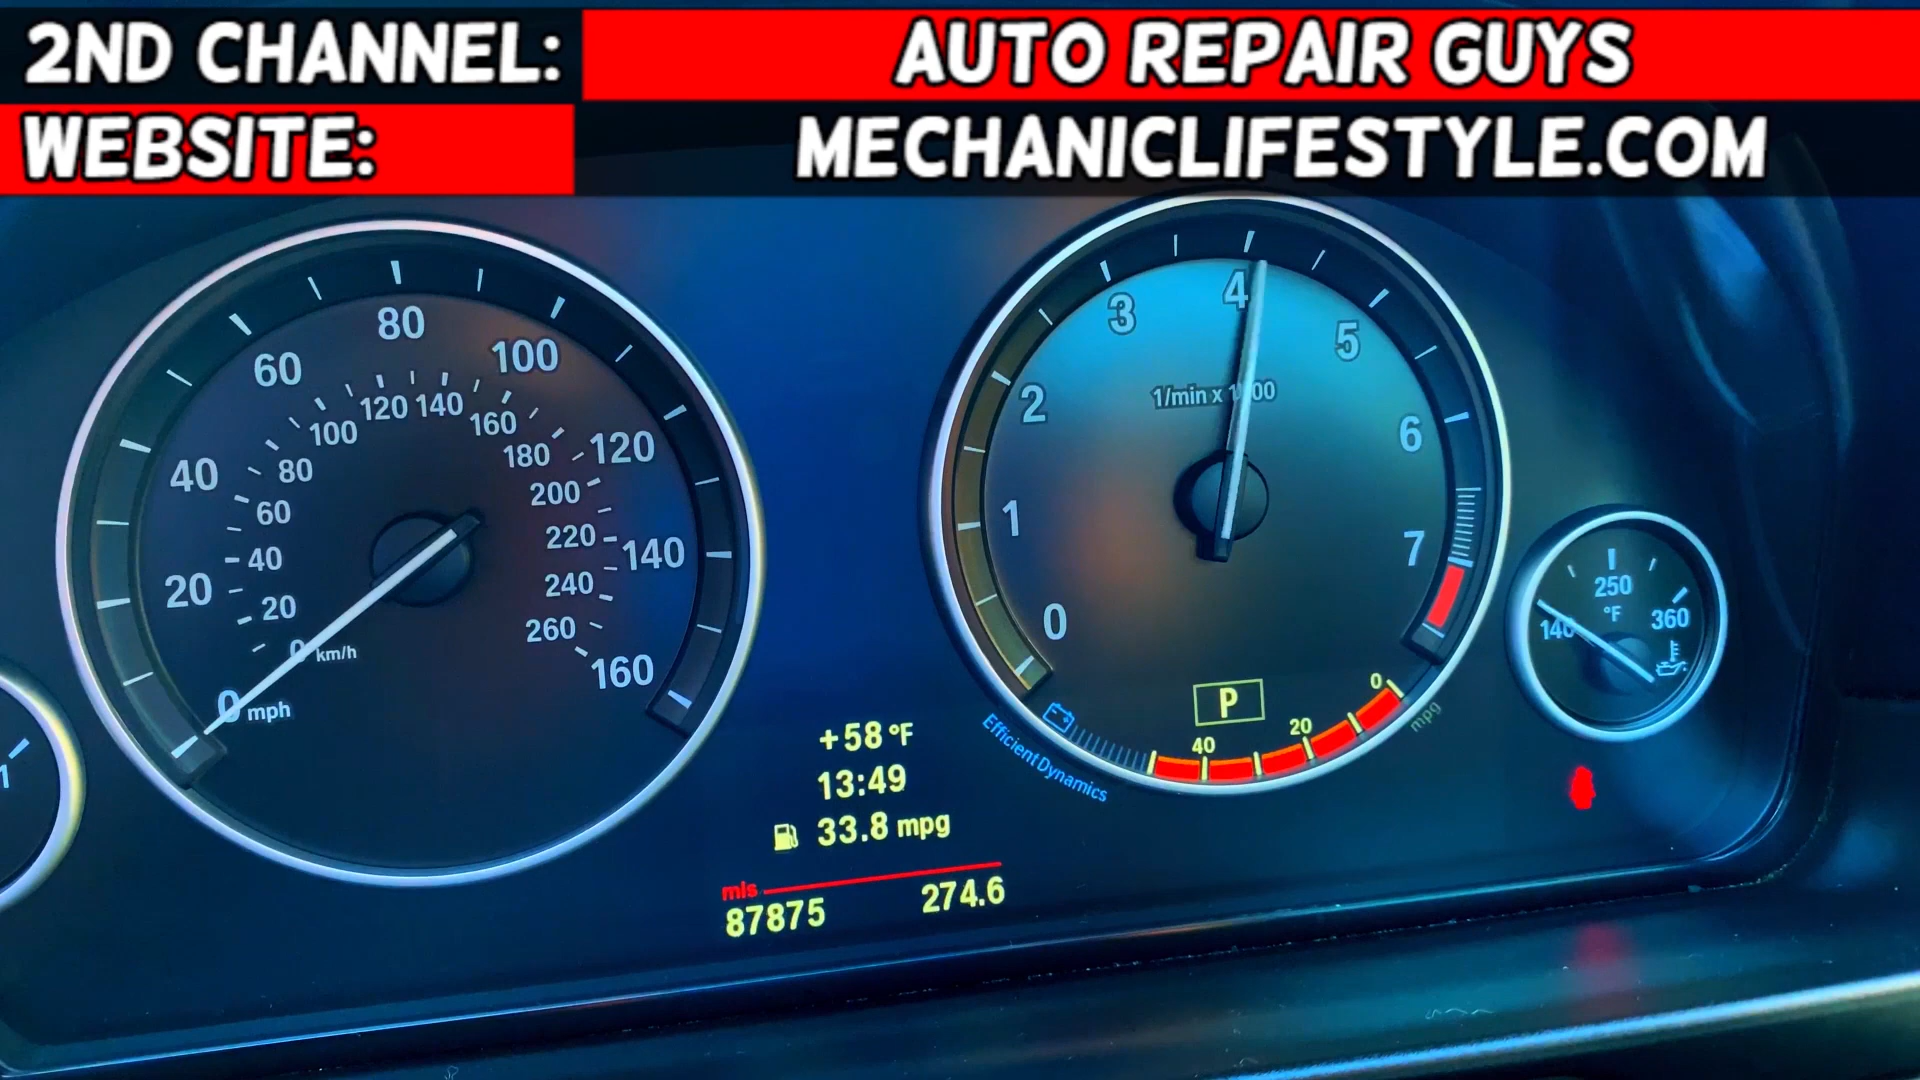 2ND CHANNEL: AUTO REPAIR GUYS
WEBSITE: MECHANICLIFESTYLE.COM
0 20 40 60 80 100 120 140 160
mph
0 20 40 60 80 100 120 140 160 180 200 220 240 260
km/h
0 1 2 3 4 5 6 7
1/min x
P
40 20 0
mpg
EfficientDynamics
140 250 360
°F
1
+58 °F
13:49
33.8 mpg
mls
87875 274.6